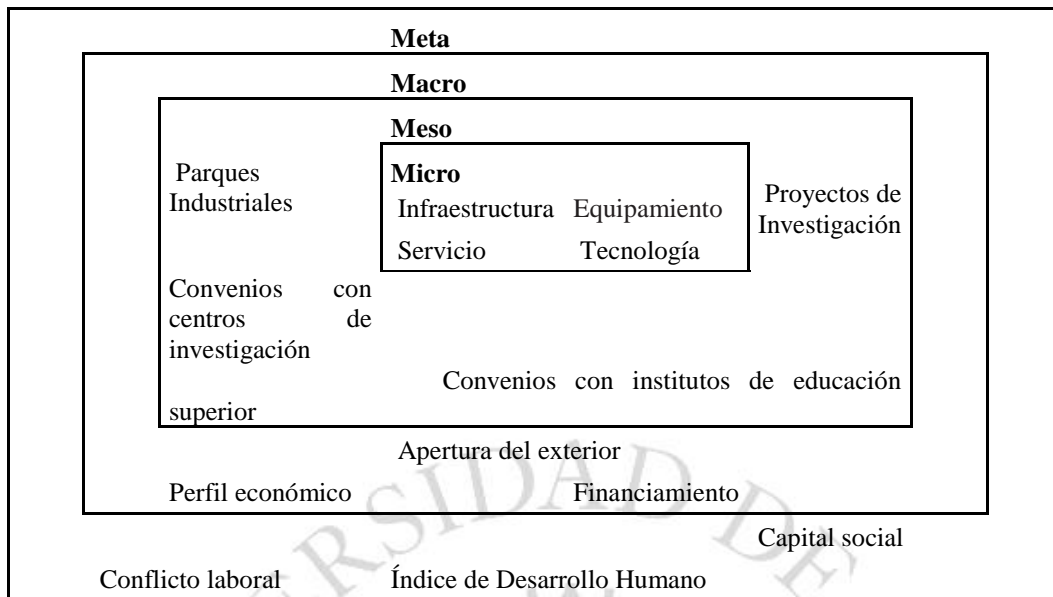 Meta
Macro
Meso
Parques
Industriales
Micro
Infraestructura Equipamiento
Servicio Tecnología
Proyectos de
Investigación
Convenios con
centros de
investigación
Convenios con institutos de educación
superior
Apertura del exterior
Perfil económico Financiamiento
Capital social
Conflicto laboral Índice de Desarrollo Humano